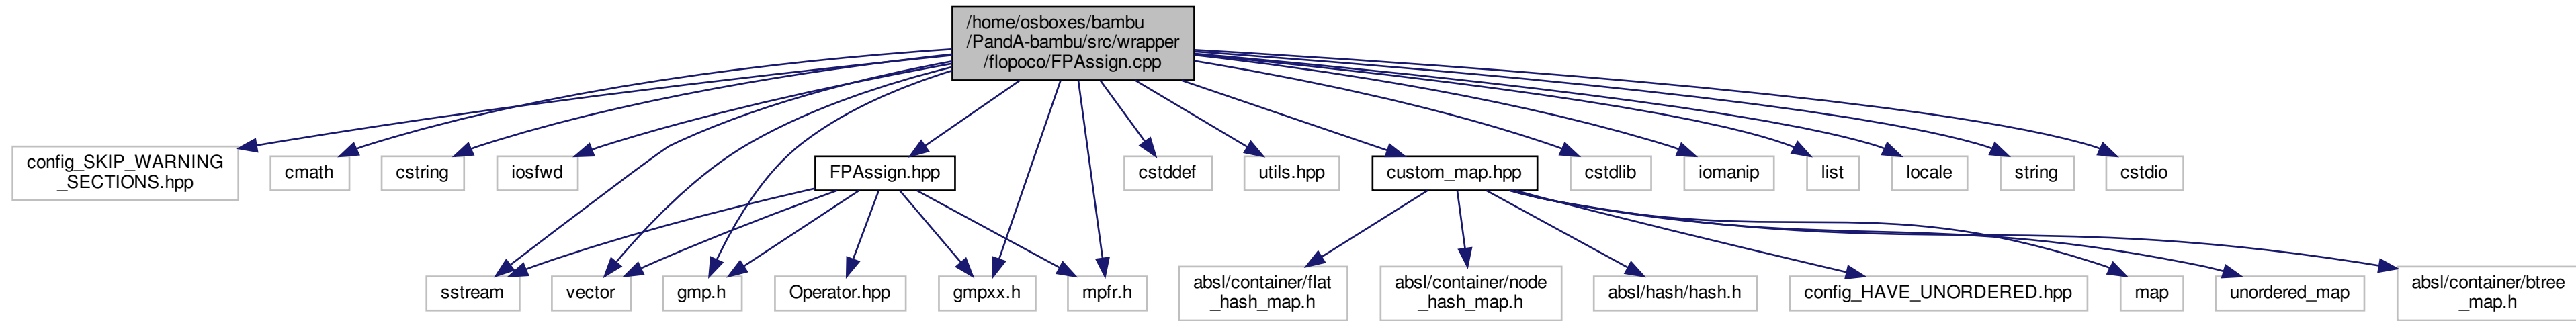 /home/osboxes/bambu
/PandA-bambu/src/wrapper
/flopoco/FPAssign.cpp
config_SKIP_WARNING
_SECTIONS.hpp
cmath
cstring
iosfwd
FPAssign.hpp
cstddef
utils.hpp
custom_map.hpp
cstdlib
iomanip
list
locale
string
cstdio
sstream
vector
gmp.h
Operator.hpp
gmpxx.h
mpfr.h
absl/container/flat
_hash_map.h
absl/container/node
_hash_map.h
absl/hash/hash.h
config_HAVE_UNORDERED.hpp
map
unordered_map
absl/container/btree
_map.h